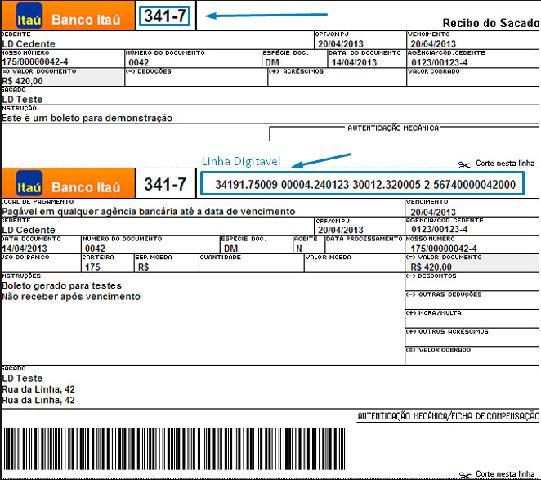 Itaú Banco Itaú 341-7 Recibo do Sacado
CEDENTE CPF/CNPJ VENCIMENTO
LD Cedente 20/04/2013 20/04/2013
NOSSO NÚMERO NÚMERO DO DOCUMENTO ESPÉCIE DOC. DATA DO DOCUMENTO AGÊNCIA/CÓD. CEDENTE
175/00000042-4 0042 DM 14/04/2013 0123/00123-4
(=) VALOR DOCUMENTO (-) DEDUÇÕES (+) ACRÉSCIMOS VALOR COBRADO
R$ 420,00
SACADO
LD Teste
INSTRUÇÃO
Este é um boleto para demonstração
AUTENTICAÇÃO MECÂNICA
Corte nesta linha
Linha Digitavel
Itaú Banco Itaú 341-7 34191.75009 00004.240123 30012.320005 2 56740000042000
LOCAL DE PAGAMENTO VENCIMENTO
Pagável em qualquer agência bancária até a data de vencimento 20/04/2013
CEDENTE CPF/CNPJ AGÊNCIA/COD. CEDENTE
LD Cedente 20/04/2013 0123/00123-4
DATA DOCUMENTO NUMERO DO DOCUMENTO ESPECIE DOC. ACEITE DATA PROCESSAMENTO NOSSO NUMERO
14/04/2013 0042 DM N 175/00000042-4
USO DO BANCO CARTEIRA ESP. MOEDA QUANTIDADE VALOR MOEDA (=) VALOR DOCUMENTO
175 R$ R$ 420,00
INSTRUÇÕES (-) DESCONTOS
Boleto gerado para testes
Não receber após vencimento
(-) OUTRAS DEDUÇÕES
(+) MORA/MULTA
(+) OUTROS ACRÉSCIMOS
(=) VALOR COBRADO
SACADO
LD Teste
Rua da Linha, 42
Rua da Linha, 42
AUTENTICAÇÃO MECÂNICA/FICHA DE COMPENSAÇÃO
Corte nesta linha